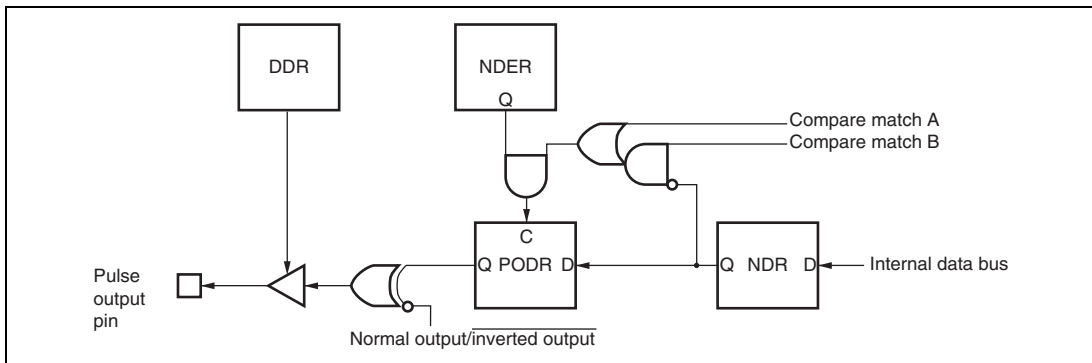 DDR
NDER
Q
Compare match A
Compare match B
C
Q PODR D
Q NDR D
Internal data bus
Pulse
output
pin
Normal output/inverted output